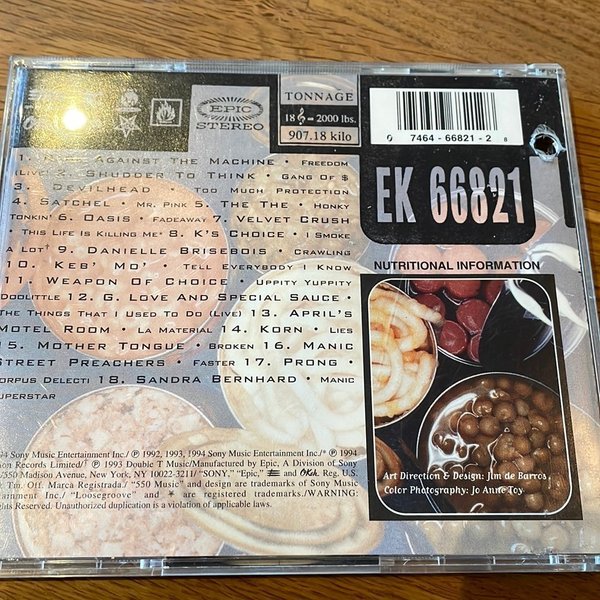 EPIC
STEREO
TONNAGE
18 = 2000 lbs.
907.18 kilo
0 7464-66821-2 8
EK 66821
1. Against The Machine • Freedom
(Live) 2. Shudder To Think • Gang Of $
3. Devilhead • Too Much Protection
4. Satchel • Mr. Pink 5. The The • Honky
Tonkin' 6. Oasis • Fadeaway 7. Velvet Crush
• This Life is Killing Me* 8. K's Choice • I Smoke
A Lot† 9. Danielle Brisebois • Crawling
10. Keb' Mo' • Tell Everybody I Know
11. Weapon Of Choice • Uppity Yuppity
Doolittle 12. G. Love And Special Sauce •
The Things That I Used To Do (Live) 13. April's
Motel Room • La Material 14. Korn • Lies
15. Mother Tongue • Broken 16. Manic
Street Preachers • Faster 17. Prong •
Corpus Delecti 18. Sandra Bernhard • Manic
Superstar
NUTRITIONAL INFORMATION
Art Direction & Design: Jim de Barros
Color Photography: Jo Anne Toy
94 Sony Music Entertainment Inc./ ℗ 1992, 1993, 1994 Sony Music Entertainment Inc./* ℗ 1994
tion Records Limited/† ℗ 1993 Double T Music/Manufactured by Epic, A Division of Sony
/550 Madison Avenue, New York, NY 10022-3211/ "SONY," "Epic," and OKeh. Reg. U.S.
& Tm. Off. Marca Registrada./ "550 Music" and design are trademarks of Sony Music
ertainment Inc./ "Loosegroove" and are registered trademarks./WARNING:
Rights Reserved. Unauthorized duplication is a violation of applicable laws.